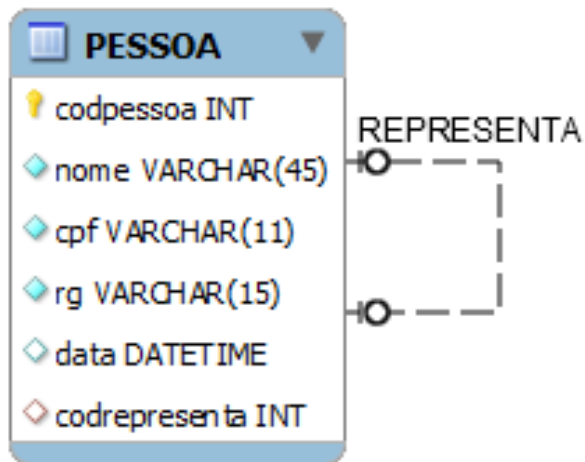 PESSOA
codpessoa INT
REPRESENTA
nome VARCHAR(45)
cpf VARCHAR(11)
rg VARCHAR(15)
data DATETIME
codrepresenta INT